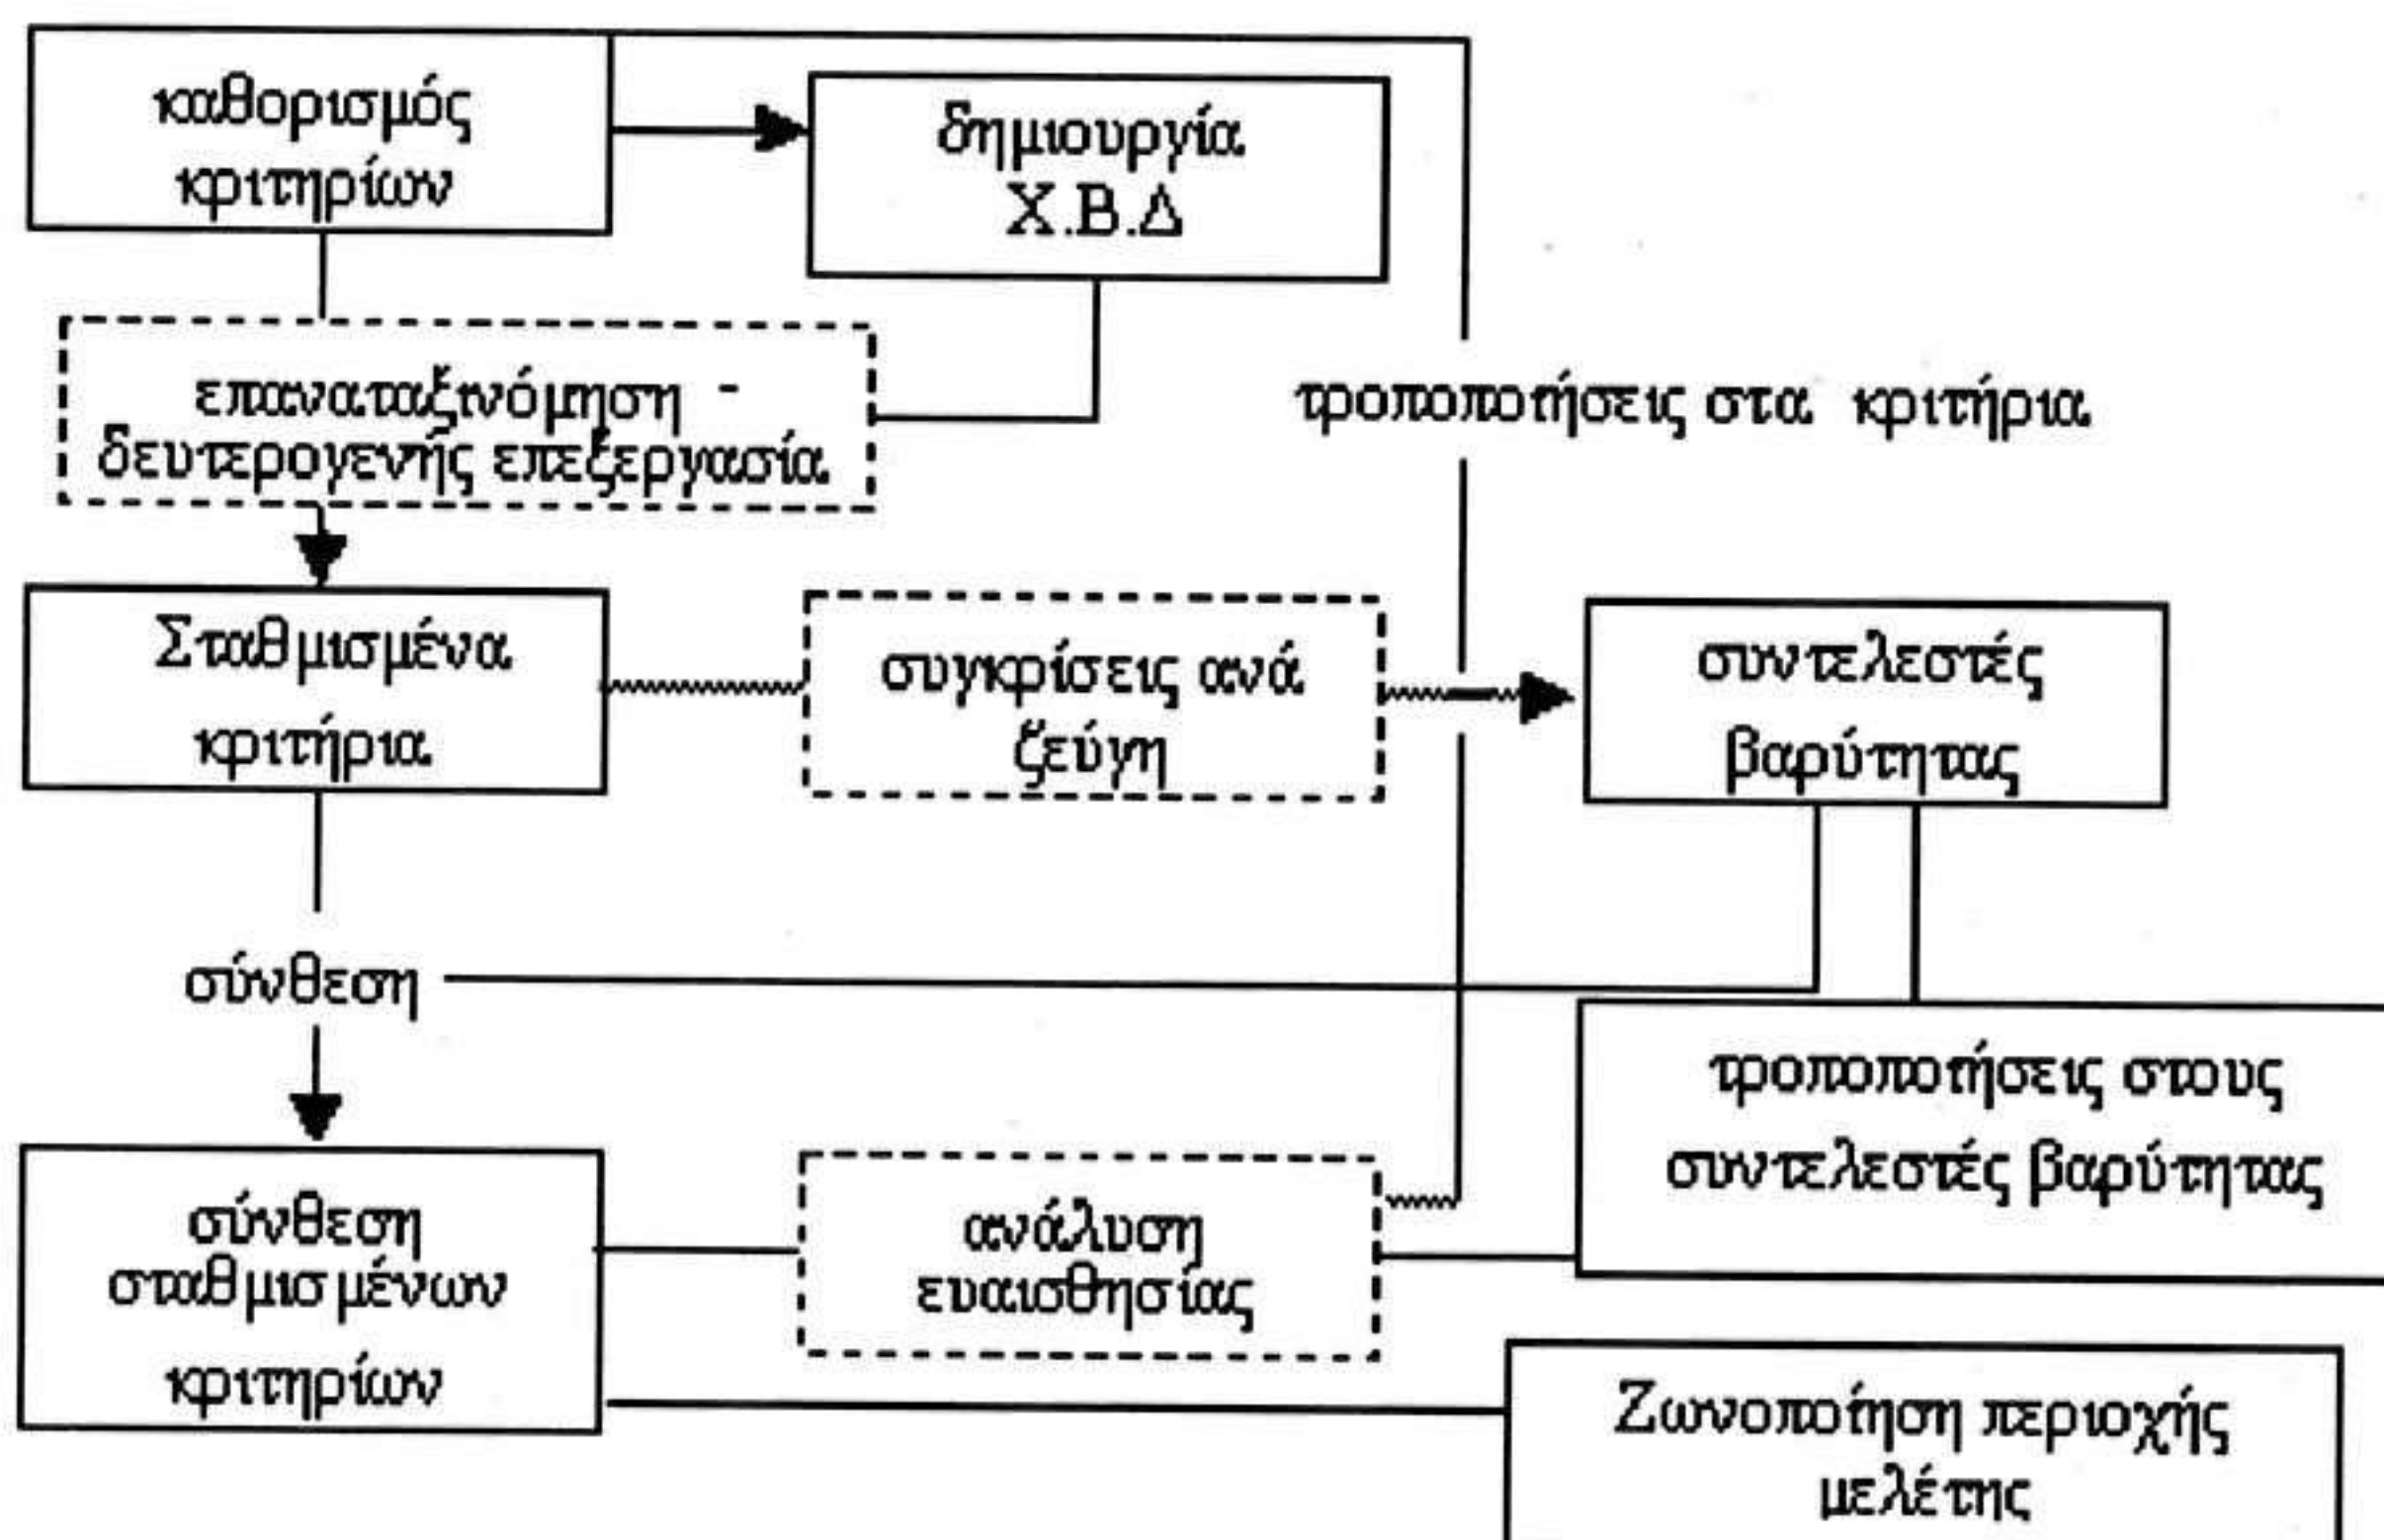 καθορισμός
κριτηρίων
δημιουργία
Χ.Β.Δ
επαναταξινόμηση -
δευτερογενής επεξεργασία
τροποποιήσεις στα κριτήρια
Σταθμισμένα
κριτήρια
συγκρίσεις ανά
ζεύγη
συντελεστές
βαρύτητας
σύνθεση
τροποποιήσεις στους
συντελεστές βαρύτητας
σύνθεση
σταθμισμένων
κριτηρίων
ανάλυση
ευαισθησίας
Ζωνοποίηση περιοχής
μελέτης